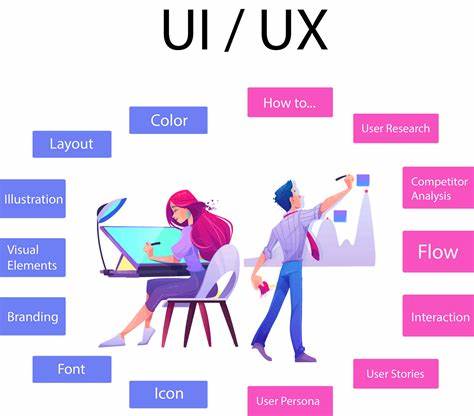 UI / UX
How to...
Color
User Research
Layout
Competitor
Analysis
Illustration
Flow
Visual
Elements
Branding
Interaction
Font
User Stories
Icon
User Persona